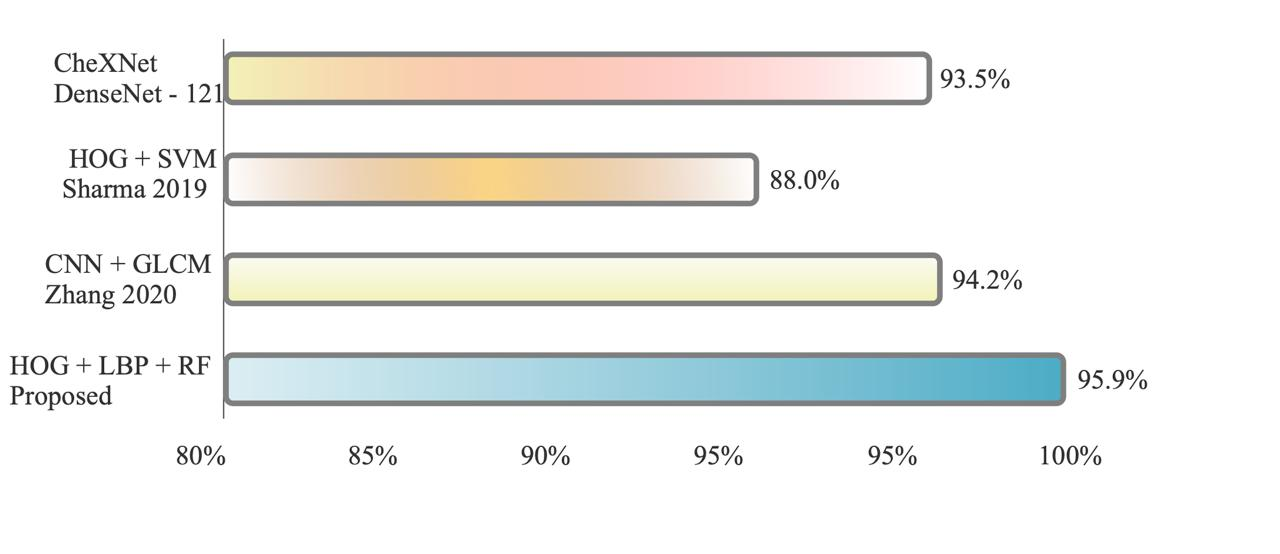 CheXNet
DenseNet - 121
93.5%
HOG + SVM
Sharma 2019
88.0%
CNN + GLCM
Zhang 2020
94.2%
HOG + LBP + RF
Proposed
95.9%
80% 85% 90% 95% 95% 100%